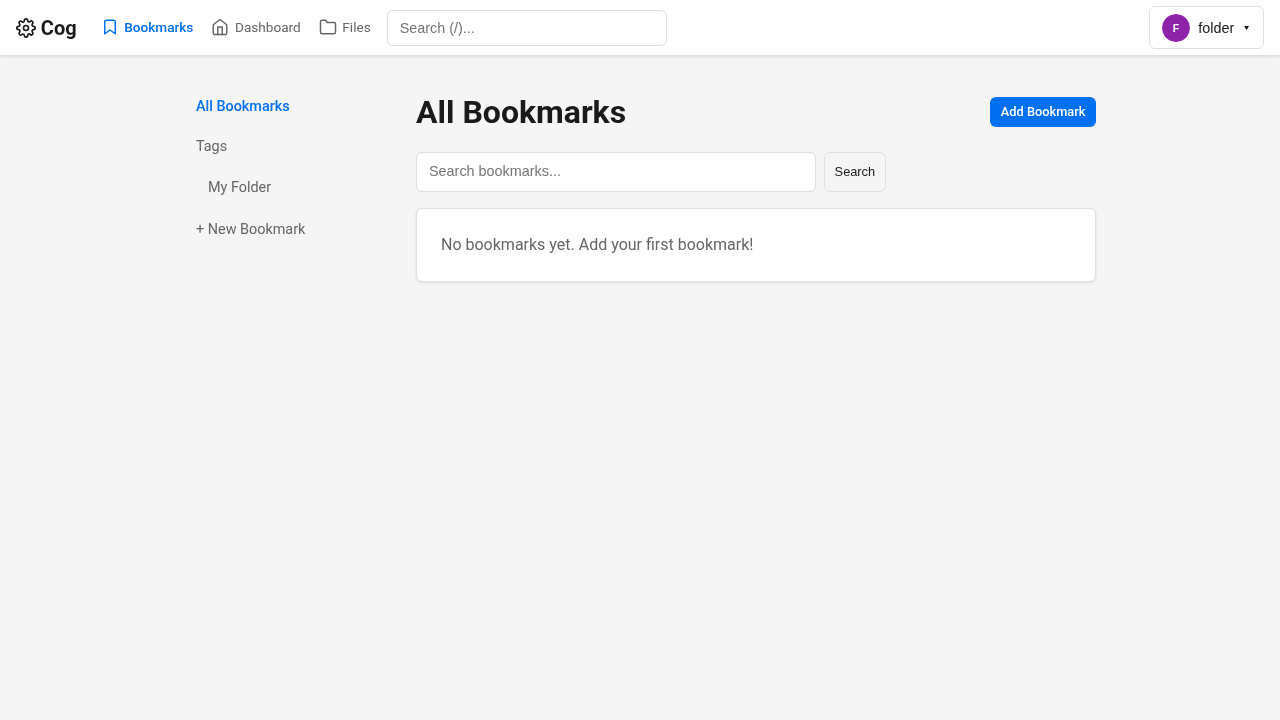 Cog Bookmarks Dashboard Files Search (/)... F folder ▾
All Bookmarks
Tags
My Folder
+ New Bookmark
All Bookmarks Add Bookmark
Search bookmarks... Search
No bookmarks yet. Add your first bookmark!